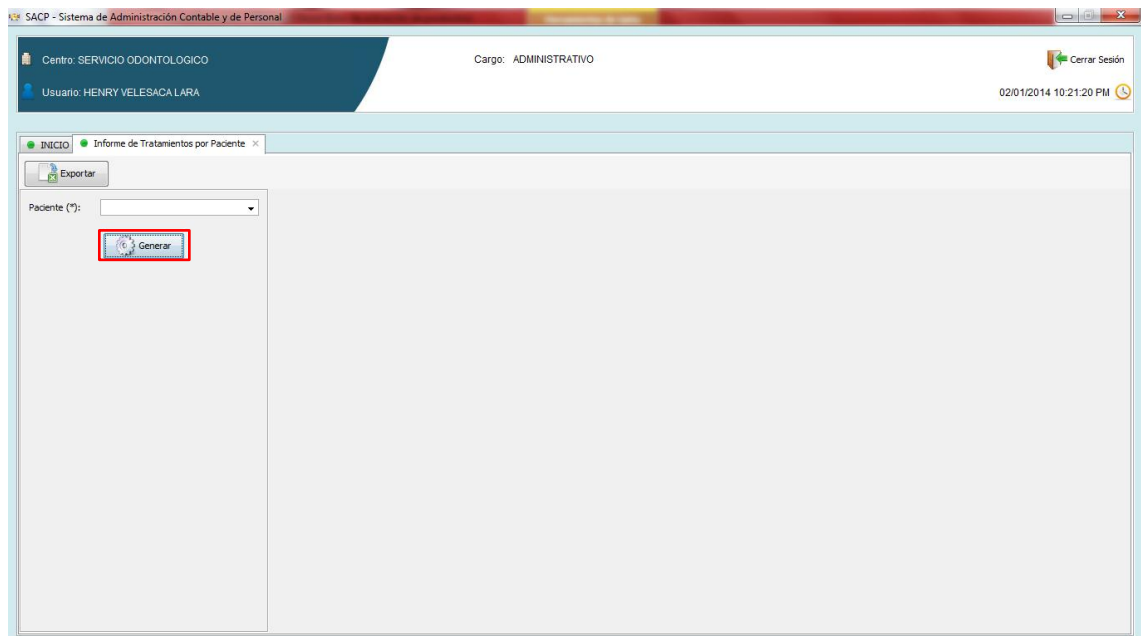 SACP - Sistema de Administración Contable y de Personal
Centro: SERVICIO ODONTOLOGICO
Cargo: ADMINISTRATIVO
Cerrar Sesión
Usuario: HENRY VELESACA LARA
02/01/2014 10:21:20 PM
INICIO
Informe de Tratamientos por Paciente
Exportar
Paciente (*):
Generar